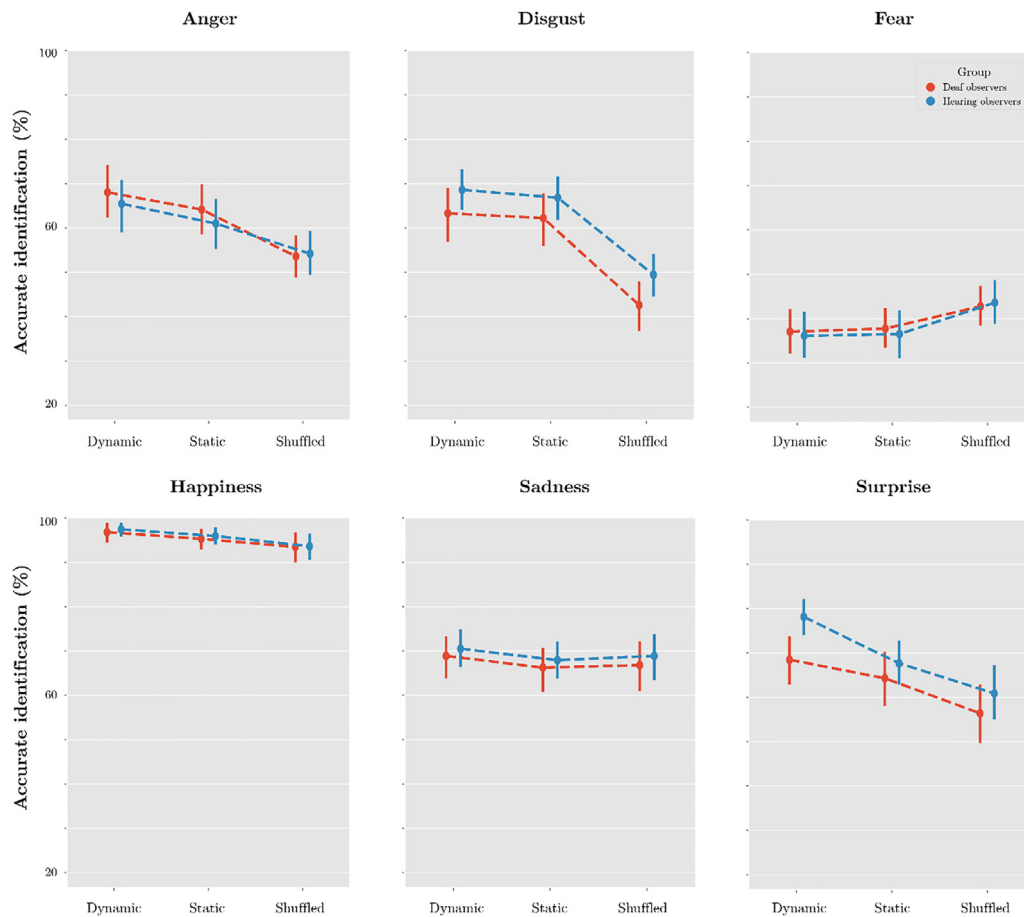 Anger Disgust Fear
Accurate identification (%)
100
60
20
Group
Deaf observers
Hearing observers
Dynamic Static Shuffled
Dynamic Static Shuffled
Dynamic Static Shuffled
Happiness Sadness Surprise
Accurate identification (%)
100
60
20
Dynamic Static Shuffled
Dynamic Static Shuffled
Dynamic Static Shuffled